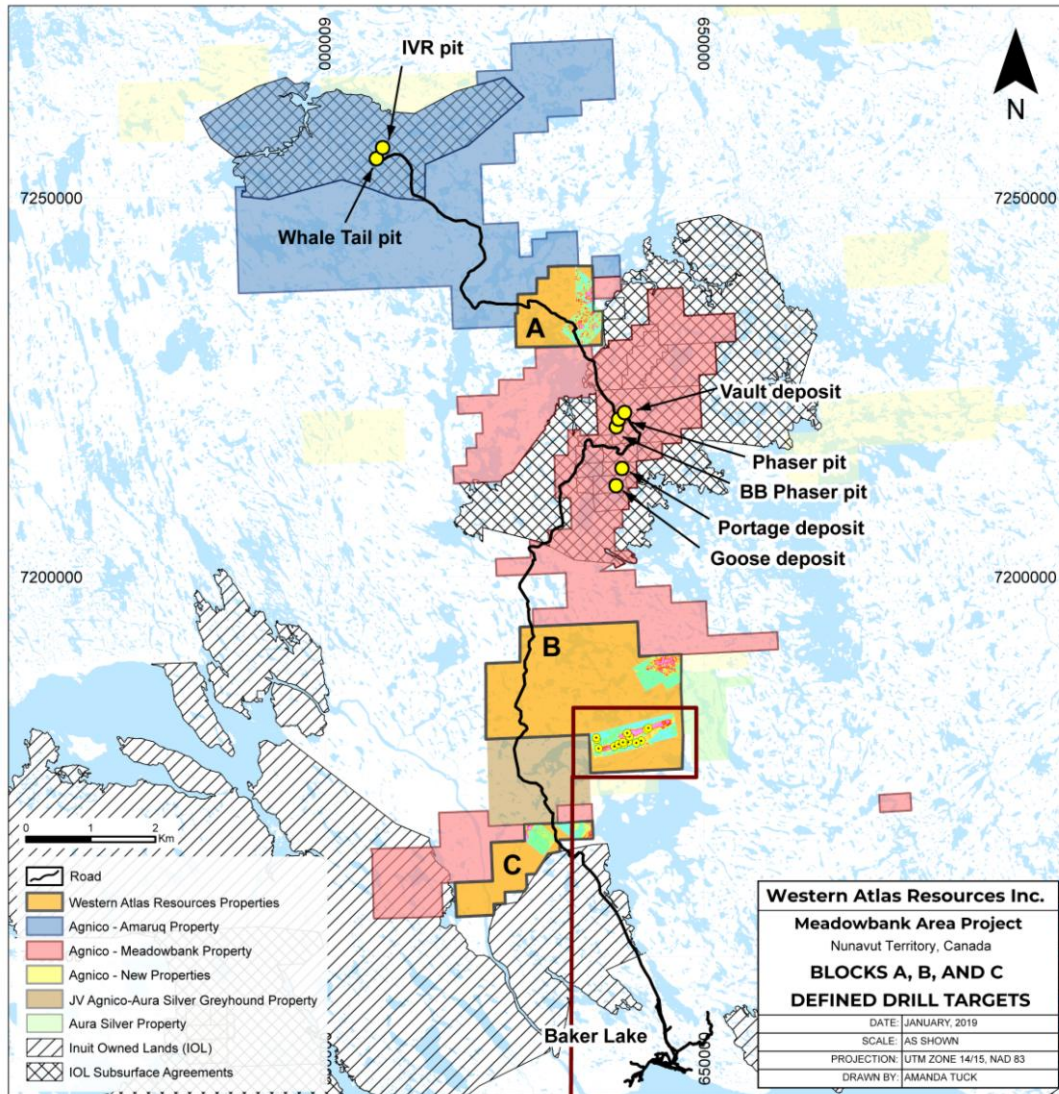 600000
650000
IVR pit
N
7250000
7250000
Whale Tail pit
A
Vault deposit
Phaser pit
BB Phaser pit
Portage deposit
Goose deposit
7200000
7200000
B
C
0 1 2
Km
Road
Western Atlas Resources Properties
Agnico - Amaruq Property
Agnico - Meadowbank Property
Agnico - New Properties
JV Agnico-Aura Silver Greyhound Property
Aura Silver Property
Inuit Owned Lands (IOL)
IOL Subsurface Agreements
Baker Lake
650000
Western Atlas Resources Inc.
Meadowbank Area Project
Nunavut Territory, Canada
BLOCKS A, B, AND C
DEFINED DRILL TARGETS
DATE: JANUARY, 2019
SCALE: AS SHOWN
PROJECTION: UTM ZONE 14/15, NAD 83
DRAWN BY: AMANDA TUCK